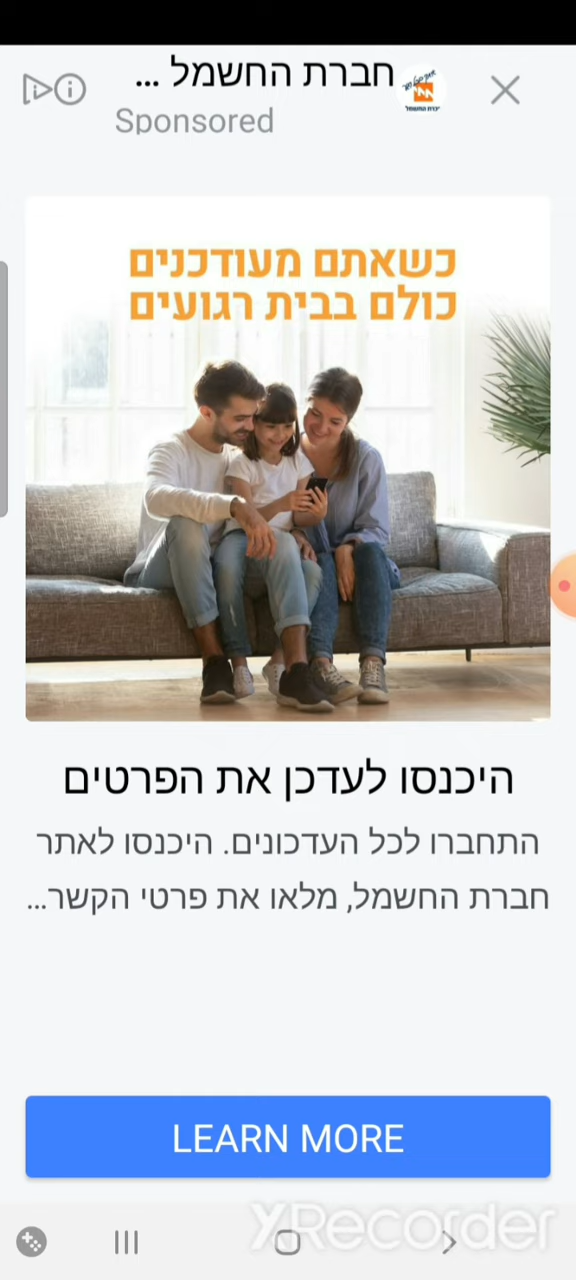 חברת החשמל ...
Sponsored
כשאתם מעודכנים
כולם בבית רגועים
היכנסו לעדכן את הפרטים
התחברו לכל העדכונים. היכנסו לאתר
חברת החשמל, מלאו את פרטי הקשר...
LEARN MORE
XRecorder